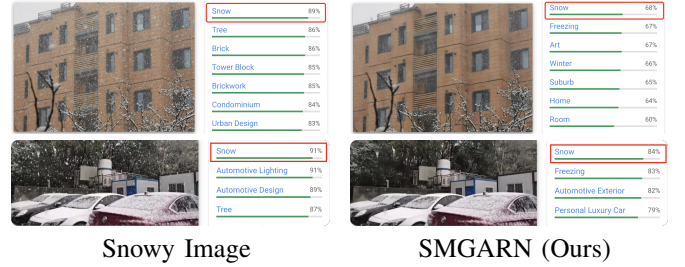 Snow 89%
Tree 86%
Brick 86%
Tower Block 85%
Brickwork 85%
Condominium 84%
Urban Design 83%
Snow 68%
Freezing 67%
Art 67%
Winter 66%
Suburb 65%
Home 64%
Room 60%
Snow 91%
Automotive Lighting 91%
Automotive Design 89%
Tree 87%
Snow 84%
Freezing 83%
Automotive Exterior 82%
Personal Luxury Car 79%
Snowy Image
SMGARN (Ours)